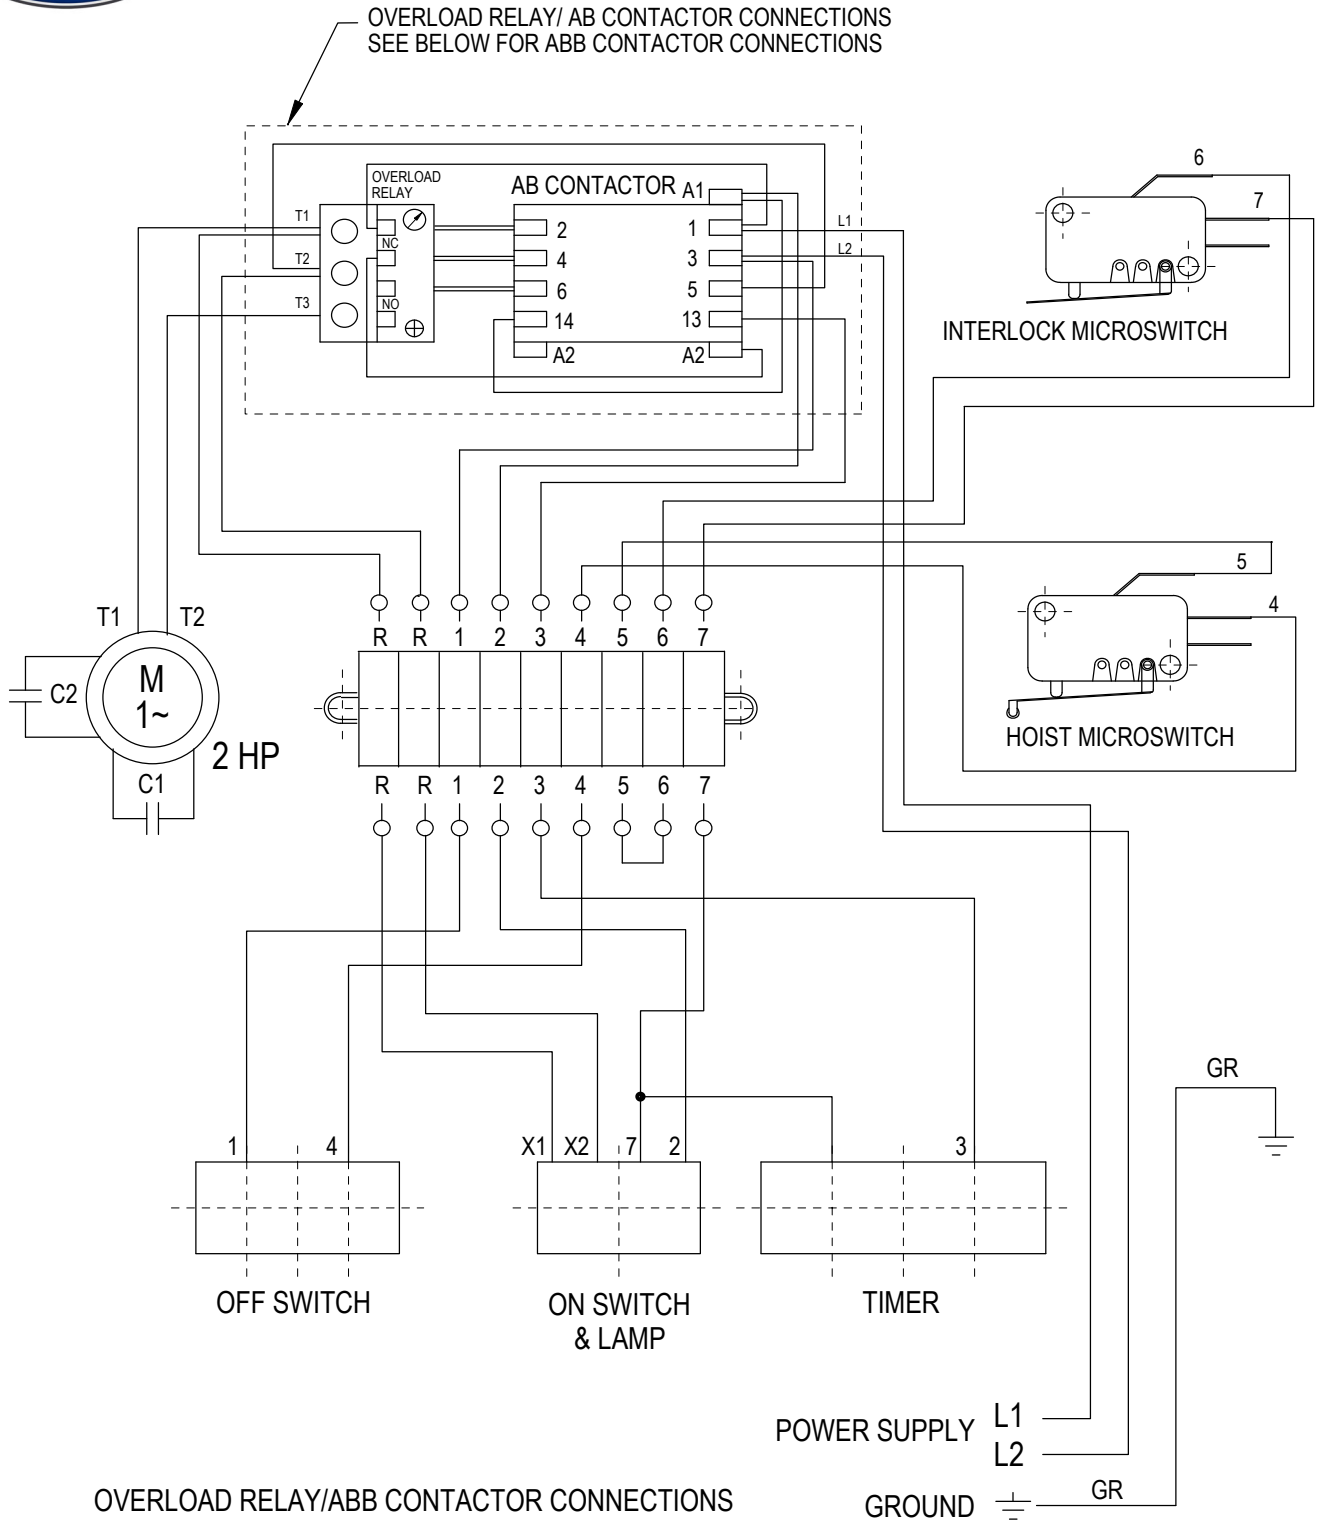 OVERLOAD RELAY/ AB CONTACTOR CONNECTIONS
SEE BELOW FOR ABB CONTACTOR CONNECTIONS
OVERLOAD
RELAY
AB CONTACTOR
A1
T1
T2
T3
NC
NO
2
4
6
14
A2
1
3
5
13
A2
L1
L2
6
7
INTERLOCK MICROSWITCH
5
4
HOIST MICROSWITCH
T1 T2
C2
M
1~
2 HP
C1
R R 1 2 3 4 5 6 7
R R 1 2 3 4 5 6 7
1 4
OFF SWITCH
X1 X2 7 2
ON SWITCH
& LAMP
3
TIMER
GR
POWER SUPPLY L1
L2
GROUND GR
OVERLOAD RELAY/ABB CONTACTOR CONNECTIONS